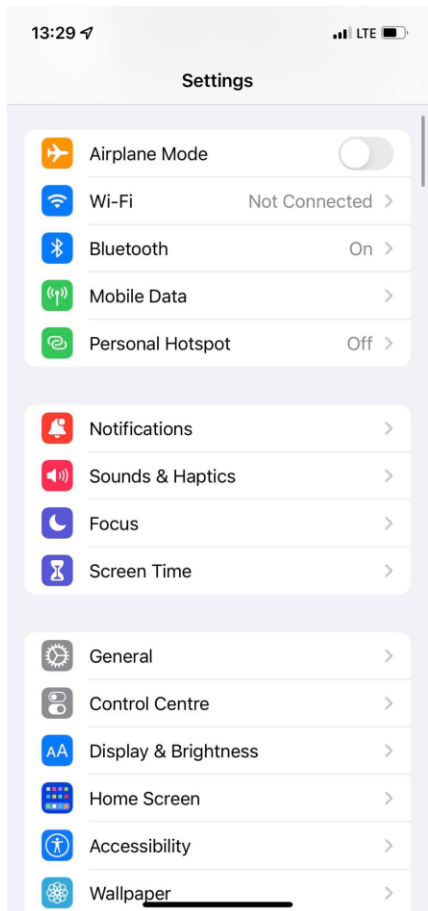 13:29 LTE
Settings
Airplane Mode
Wi-Fi Not Connected
Bluetooth On
Mobile Data
Personal Hotspot Off
Notifications
Sounds & Haptics
Focus
Screen Time
General
Control Centre
AA Display & Brightness
Home Screen
Accessibility
Wallpaper